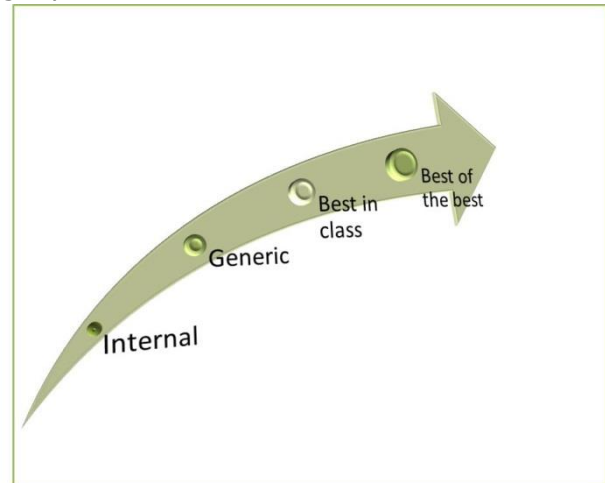 Internal
Generic
Best in
class
Best of
the best